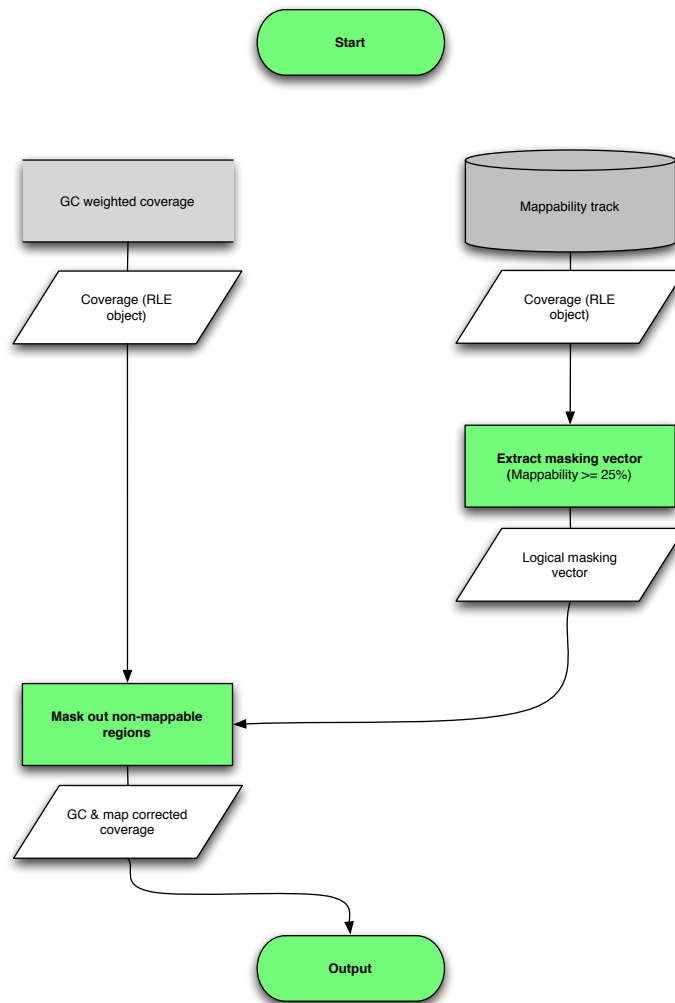 Start
GC weighted coverage
Mappability track
Coverage (RLE
object)
Coverage (RLE
object)
Extract masking vector
(Mappability >= 25%)
Logical masking
vector
Mask out non-mappable
regions
GC & map corrected
coverage
Output